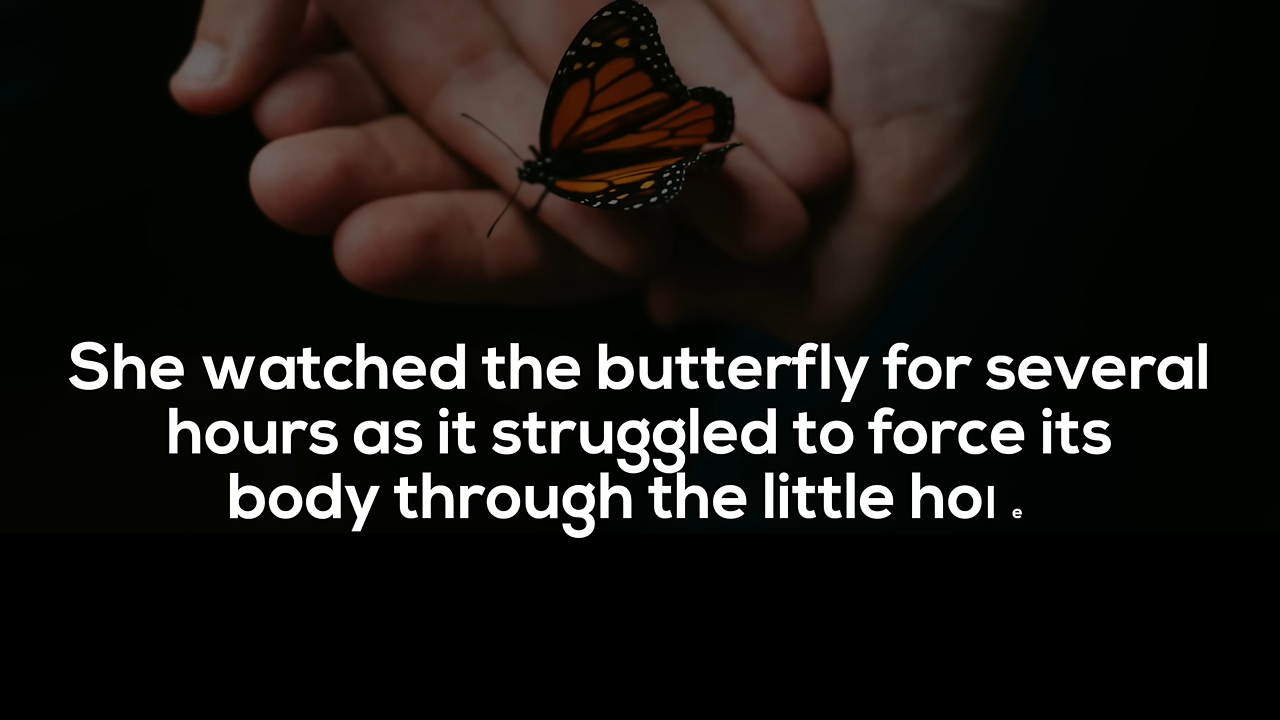 She watched the butterfly for several
hours as it struggled to force its
body through the little hole